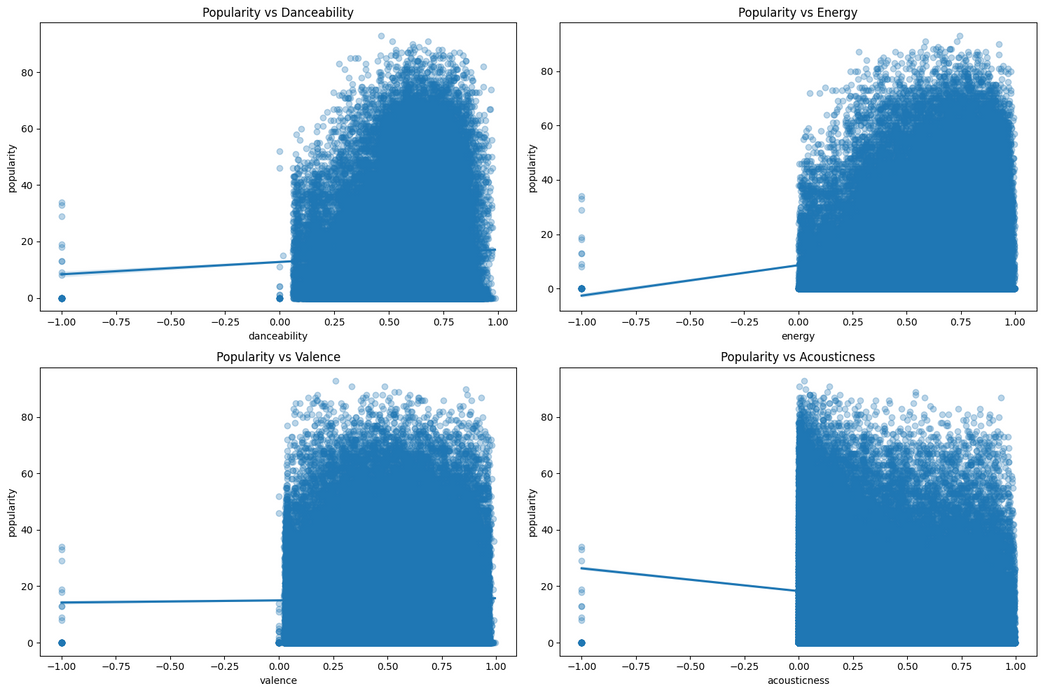 Popularity vs Danceability
popularity
80
60
40
20
0
−1.00 −0.75 −0.50 −0.25 0.00 0.25 0.50 0.75 1.00
danceability
Popularity vs Energy
popularity
80
60
40
20
0
−1.00 −0.75 −0.50 −0.25 0.00 0.25 0.50 0.75 1.00
energy
Popularity vs Valence
popularity
80
60
40
20
0
−1.00 −0.75 −0.50 −0.25 0.00 0.25 0.50 0.75 1.00
valence
Popularity vs Acousticness
popularity
80
60
40
20
0
−1.00 −0.75 −0.50 −0.25 0.00 0.25 0.50 0.75 1.00
acousticness